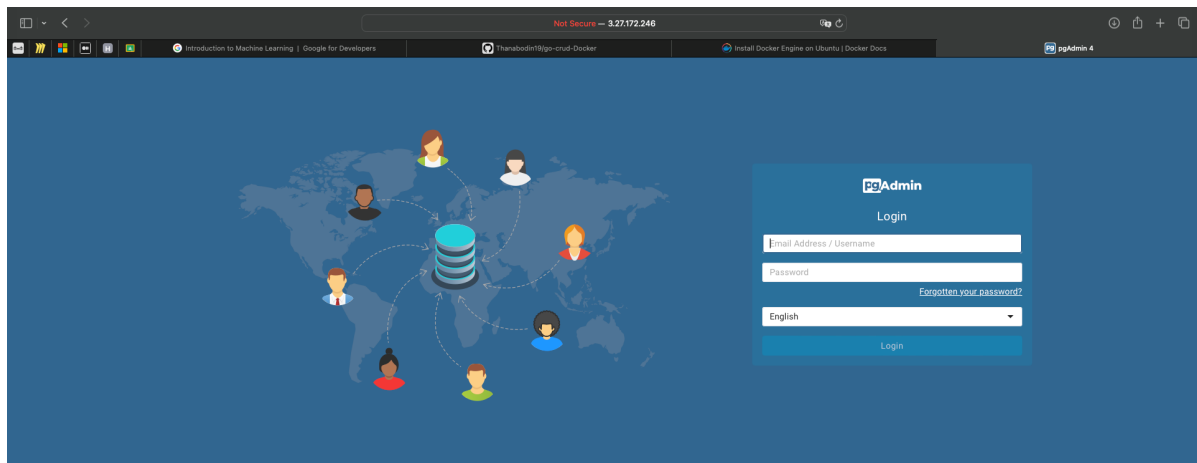 Not Secure — 3.27.172.246
Introduction to Machine Learning | Google for Developers
Thanabodin19/go-crud-Docker
Install Docker Engine on Ubuntu | Docker Docs
Pg pgAdmin 4
pgAdmin
Login
Email Address / Username
Password
Forgotten your password?
English
Login